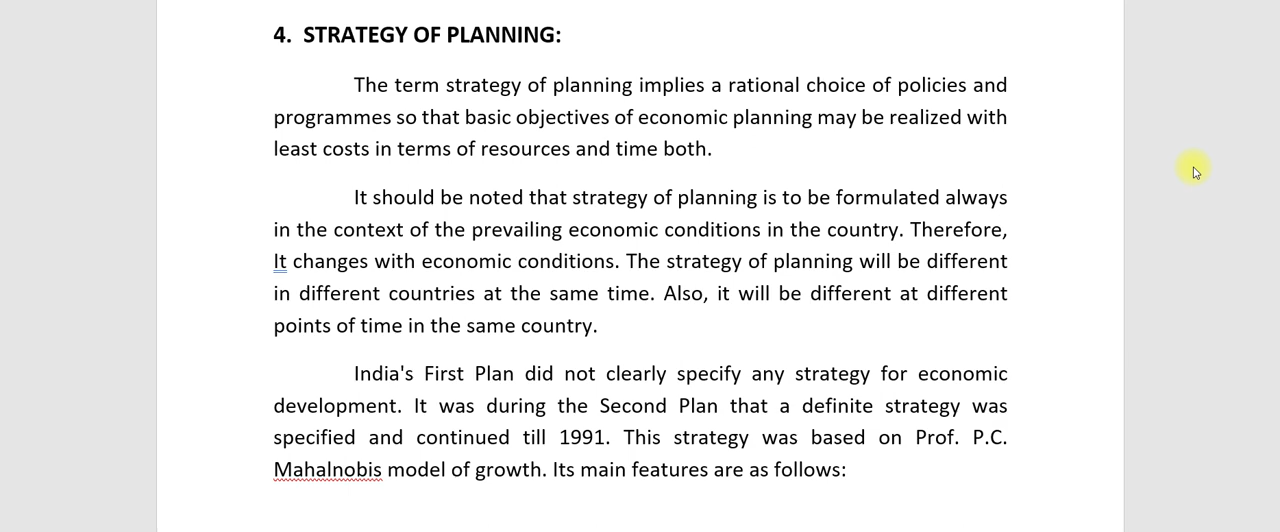 4. STRATEGY OF PLANNING:
The term strategy of planning implies a rational choice of policies and
programmes so that basic objectives of economic planning may be realized with
least costs in terms of resources and time both.
It should be noted that strategy of planning is to be formulated always
in the context of the prevailing economic conditions in the country. Therefore,
It changes with economic conditions. The strategy of planning will be different
in different countries at the same time. Also, it will be different at different
points of time in the same country.
India's First Plan did not clearly specify any strategy for economic
development. It was during the Second Plan that a definite strategy was
specified and continued till 1991. This strategy was based on Prof. P.C.
Mahalnobis model of growth. Its main features are as follows: